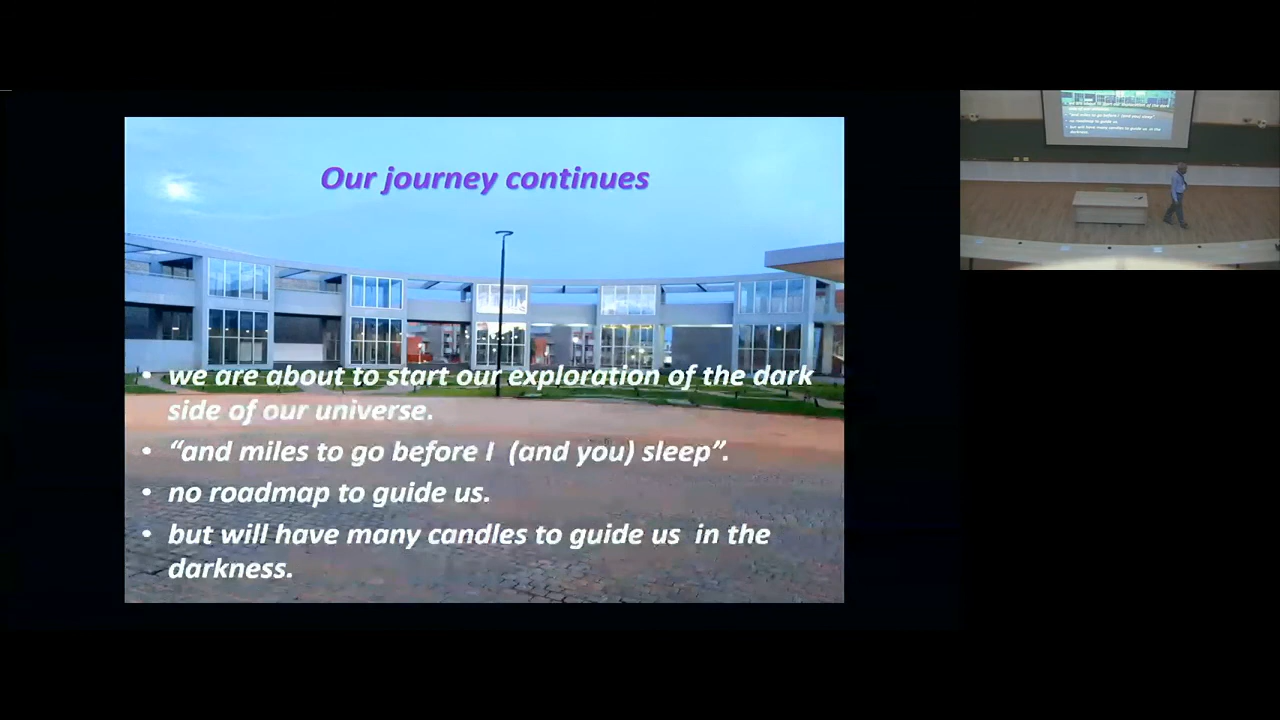 Our journey continues
• we are about to start our exploration of the dark
side of our universe.
• “and miles to go before I (and you) sleep”.
• no roadmap to guide us.
• but will have many candles to guide us in the
darkness.